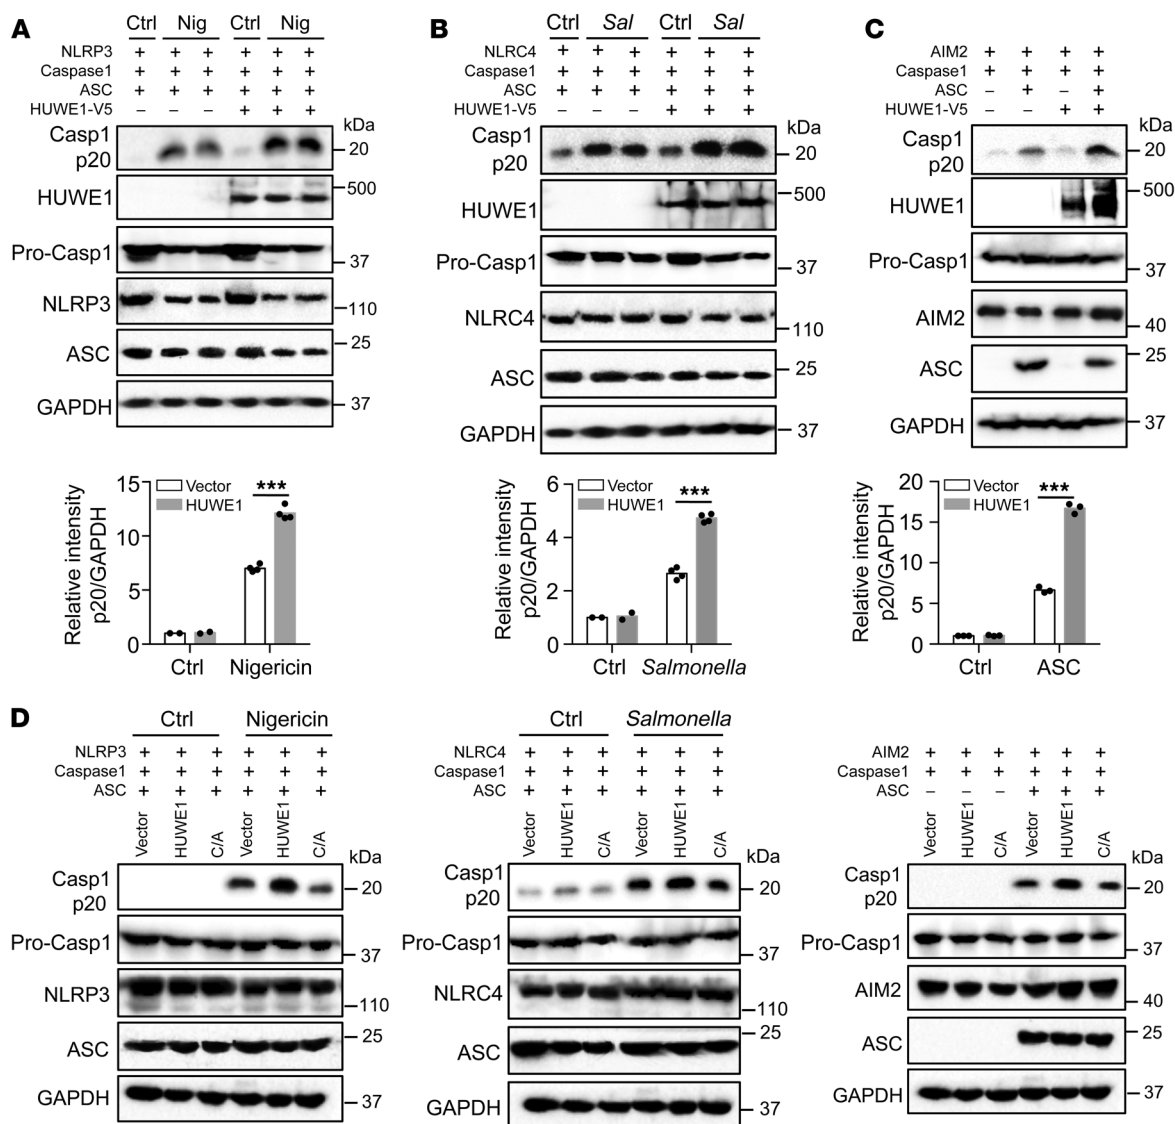 A
Ctrl Nig Ctrl Nig
NLRP3 + + + + + +
Caspase1 + + + + + +
ASC + + + + + +
HUWE1-V5 – – – + + +
kDa
Casp1 p20
20
HUWE1
500
Pro-Casp1
37
NLRP3
110
ASC
25
GAPDH
37
15
10
5
0
Relative intensity
p20/GAPDH
Vector
HUWE1
***
Ctrl Nigericin
B
Ctrl Sal Ctrl Sal
NLRC4 + + + + + +
Caspase1 + + + + + +
ASC + + + + + +
HUWE1-V5 – – – + + +
kDa
Casp1 p20
20
HUWE1
500
Pro-Casp1
37
NLRC4
110
ASC
25
GAPDH
37
6
4
2
0
Relative intensity
p20/GAPDH
Vector
HUWE1
***
Ctrl Salmonella
C
AIM2 + + + +
Caspase1 + + + +
ASC – + – +
HUWE1-V5 – – + +
kDa
Casp1 p20
20
HUWE1
500
Pro-Casp1
37
AIM2
40
ASC
25
GAPDH
37
20
15
10
5
0
Relative intensity
p20/GAPDH
Vector
HUWE1
***
Ctrl ASC
D
Ctrl Nigericin
NLRP3 + + + + + +
Caspase1 + + + + + +
ASC + + + + + +
Vector HUWE1 C/A Vector HUWE1 C/A
kDa
Casp1 p20
20
Pro-Casp1
37
NLRP3
110
ASC
25
GAPDH
37
Ctrl Salmonella
NLRC4 + + + + + +
Caspase1 + + + + + +
ASC + + + + + +
Vector HUWE1 C/A Vector HUWE1 C/A
kDa
Casp1 p20
20
Pro-Casp1
37
NLRC4
110
ASC
25
GAPDH
37
AIM2 + + + + + +
Caspase1 + + + + + +
ASC – – – + + +
Vector HUWE1 C/A Vector HUWE1 C/A
kDa
Casp1 p20
20
Pro-Casp1
37
AIM2
40
ASC
25
GAPDH
37